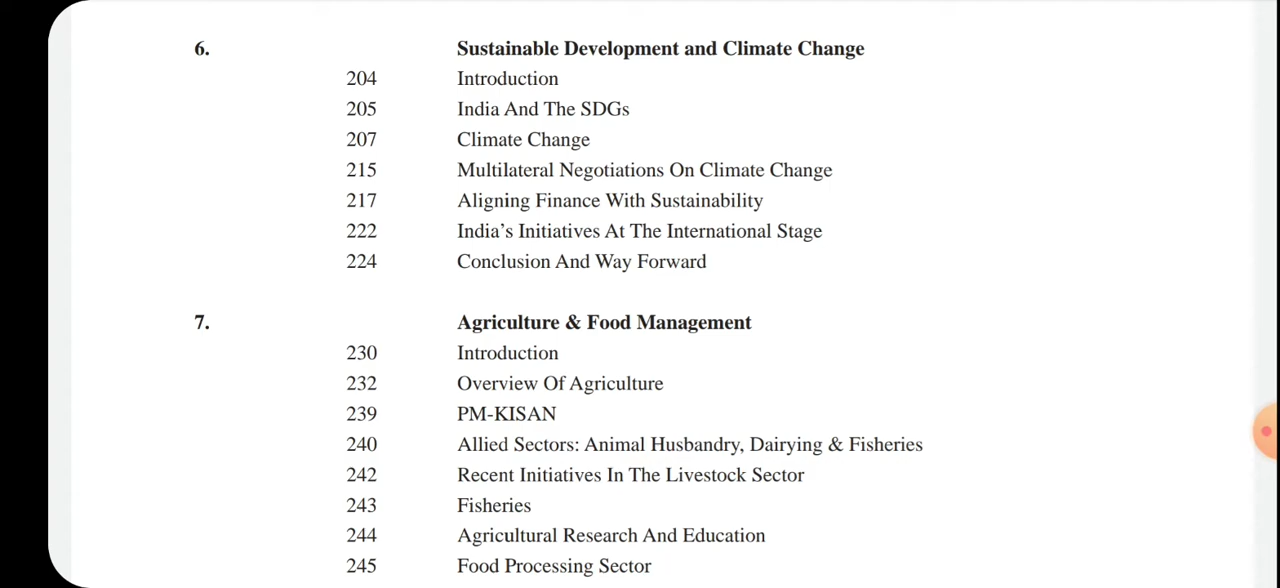 6. Sustainable Development and Climate Change
204 Introduction
205 India And The SDGs
207 Climate Change
215 Multilateral Negotiations On Climate Change
217 Aligning Finance With Sustainability
222 India's Initiatives At The International Stage
224 Conclusion And Way Forward
7. Agriculture & Food Management
230 Introduction
232 Overview Of Agriculture
239 PM-KISAN
240 Allied Sectors: Animal Husbandry, Dairying & Fisheries
242 Recent Initiatives In The Livestock Sector
243 Fisheries
244 Agricultural Research And Education
245 Food Processing Sector